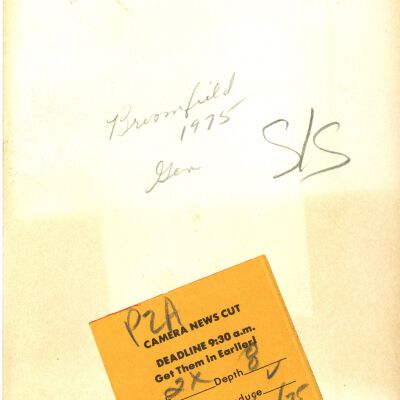 Broomfield
1975
Gen
S/S
P2A
CAMERA NEWS CUT
DEADLINE 9:30 a.m.
Get Them in Earlier!
2x Depth 8